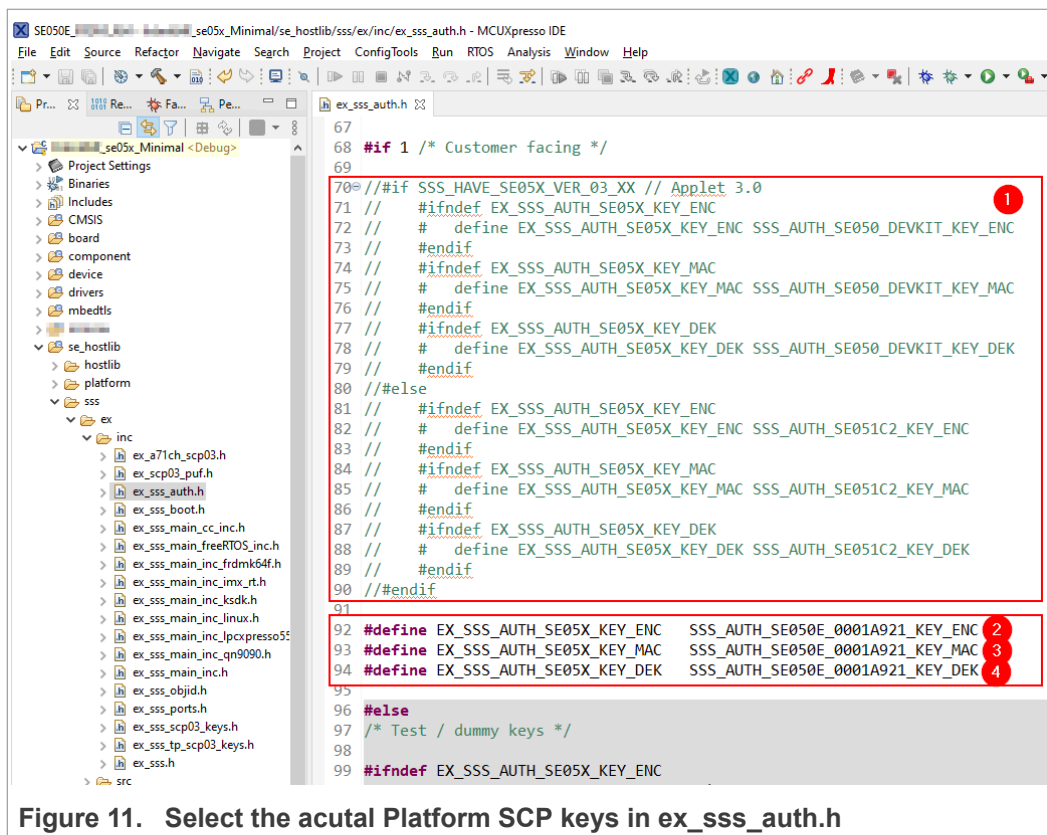 SE050E_ _se05x_Minimal/se_hostlib/sss/ex/inc/ex_sss_auth.h - MCUXpresso IDE
File Edit Source Refactor Navigate Search Project ConfigTools Run RTOS Analysis Window Help
Pr... Re... Fa... Pe...
ex_sss_auth.h
_se05x_Minimal <Debug>
Project Settings
Binaries
Includes
CMSIS
board
component
device
drivers
mbedtls
se_hostlib
hostlib
platform
sss
ex
inc
ex_a71ch_scp03.h
ex_scp03_puf.h
ex_sss_auth.h
ex_sss_boot.h
ex_sss_main_cc_inc.h
ex_sss_main_freeRTOS_inc.h
ex_sss_main_inc_frdmk64f.h
ex_sss_main_inc_imx_rt.h
ex_sss_main_inc_ksdk.h
ex_sss_main_inc_linux.h
ex_sss_main_inc_lpcxpresso55
ex_sss_main_inc_qn9090.h
ex_sss_main_inc.h
ex_sss_objid.h
ex_sss_ports.h
ex_sss_scp03_keys.h
ex_sss_tp_scp03_keys.h
ex_sss.h
src
67
68 #if 1 /* Customer facing */
69
70 //#if SSS_HAVE_SE05X_VER_03_XX // Applet 3.0
1
71 // #ifndef EX_SSS_AUTH_SE05X_KEY_ENC
72 // # define EX_SSS_AUTH_SE05X_KEY_ENC SSS_AUTH_SE050_DEVKIT_KEY_ENC
73 // #endif
74 // #ifndef EX_SSS_AUTH_SE05X_KEY_MAC
75 // # define EX_SSS_AUTH_SE05X_KEY_MAC SSS_AUTH_SE050_DEVKIT_KEY_MAC
76 // #endif
77 // #ifndef EX_SSS_AUTH_SE05X_KEY_DEK
78 // # define EX_SSS_AUTH_SE05X_KEY_DEK SSS_AUTH_SE050_DEVKIT_KEY_DEK
79 // #endif
80 //#else
81 // #ifndef EX_SSS_AUTH_SE05X_KEY_ENC
82 // # define EX_SSS_AUTH_SE05X_KEY_ENC SSS_AUTH_SE051C2_KEY_ENC
83 // #endif
84 // #ifndef EX_SSS_AUTH_SE05X_KEY_MAC
85 // # define EX_SSS_AUTH_SE05X_KEY_MAC SSS_AUTH_SE051C2_KEY_MAC
86 // #endif
87 // #ifndef EX_SSS_AUTH_SE05X_KEY_DEK
88 // # define EX_SSS_AUTH_SE05X_KEY_DEK SSS_AUTH_SE051C2_KEY_DEK
89 // #endif
90 //#endif
91
92 #define EX_SSS_AUTH_SE05X_KEY_ENC SSS_AUTH_SE050E_0001A921_KEY_ENC 2
93 #define EX_SSS_AUTH_SE05X_KEY_MAC SSS_AUTH_SE050E_0001A921_KEY_MAC 3
94 #define EX_SSS_AUTH_SE05X_KEY_DEK SSS_AUTH_SE050E_0001A921_KEY_DEK 4
95
96 #else
97 /* Test / dummy keys */
98
99 #ifndef EX_SSS_AUTH_SE05X_KEY_ENC
Figure 11. Select the acutal Platform SCP keys in ex_sss_auth.h